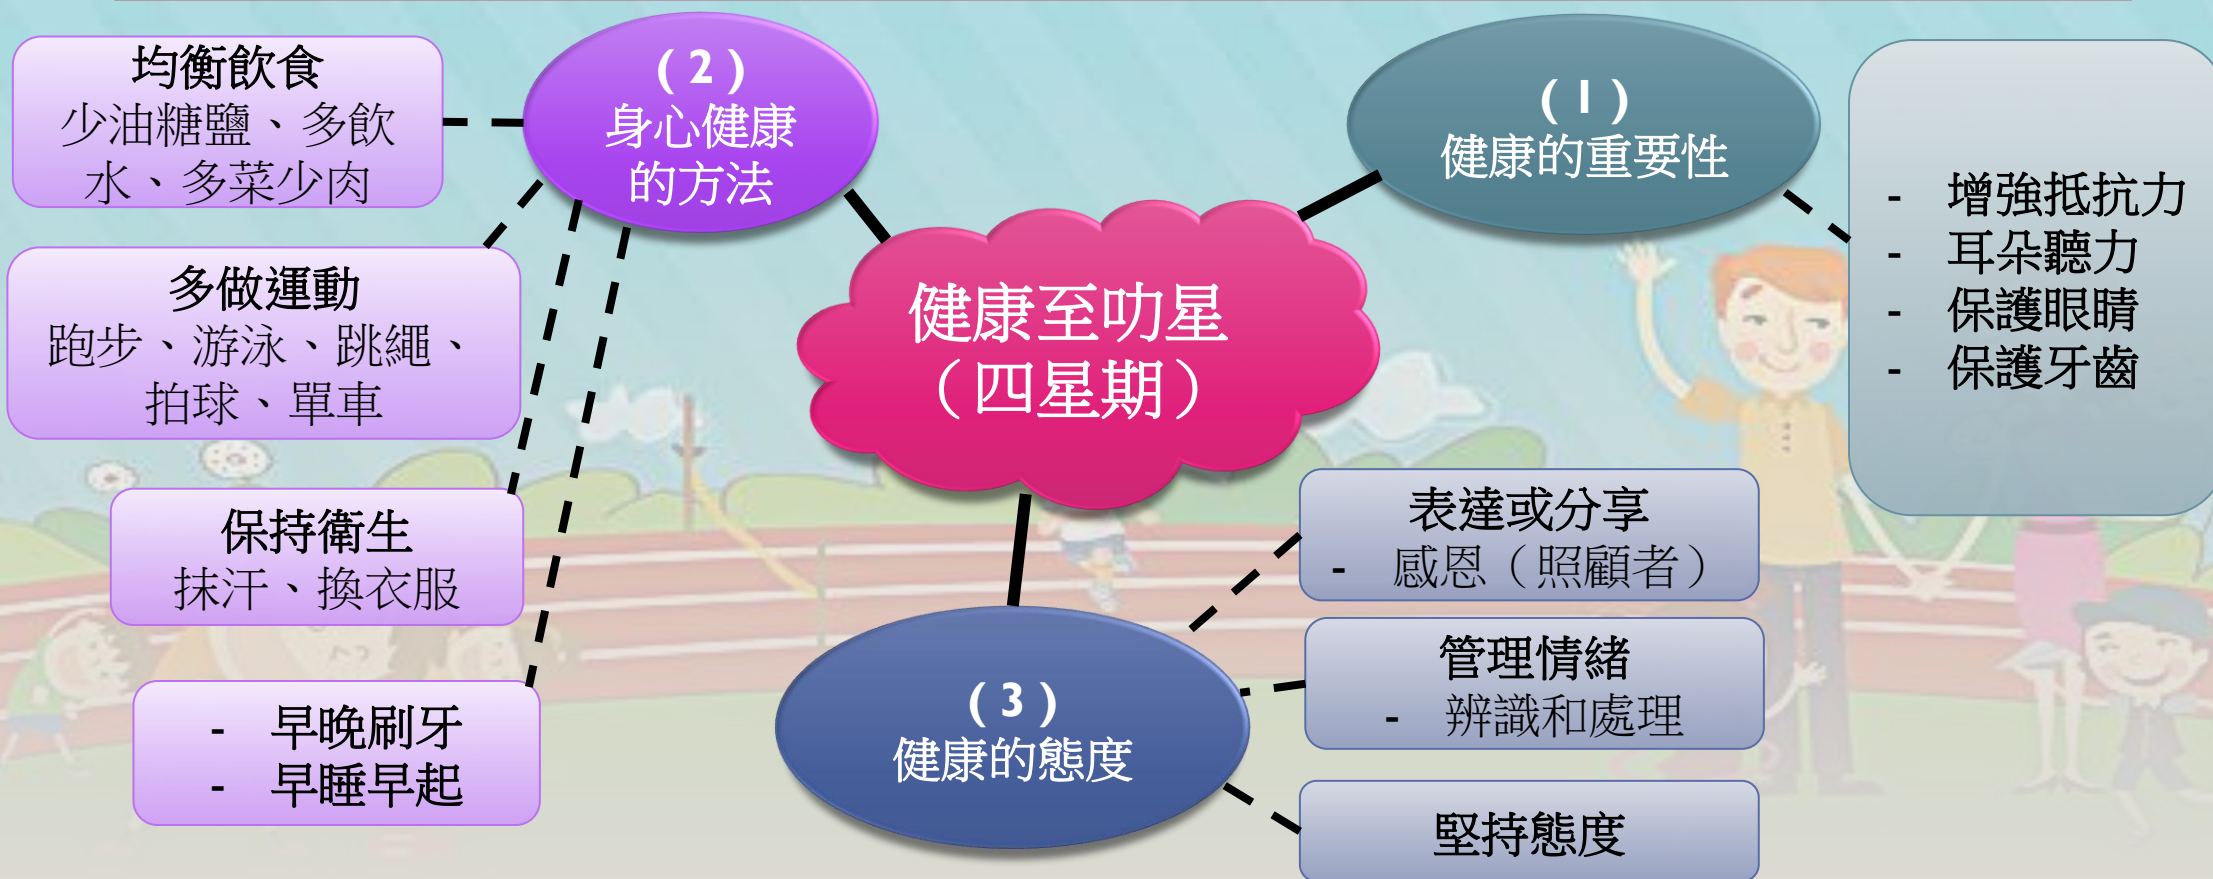 健康至叻星
（四星期）
（1）
健康的重要性
- 增強抵抗力
- 耳朵聽力
- 保護眼睛
- 保護牙齒
（2）
身心健康
的方法
均衡飲食
少油糖鹽、多飲
水、多菜少肉
多做運動
跑步、游泳、跳繩、
拍球、單車
保持衛生
抹汗、換衣服
- 早晚刷牙
- 早睡早起
（3）
健康的態度
表達或分享
- 感恩（照顧者）
管理情緒
- 辨識和處理
堅持態度